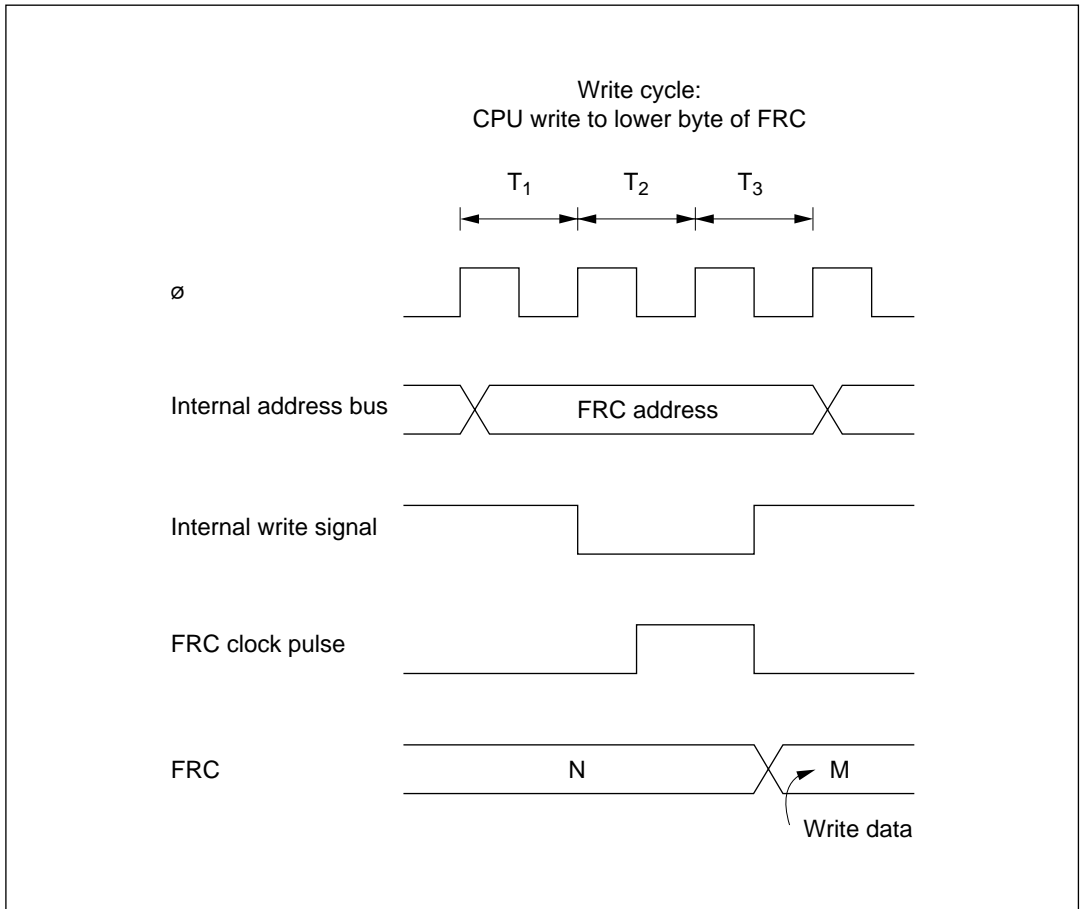 Write cycle:
CPU write to lower byte of FRC
T₁ T₂ T₃
ø
Internal address bus FRC address
Internal write signal
FRC clock pulse
FRC N M
Write data